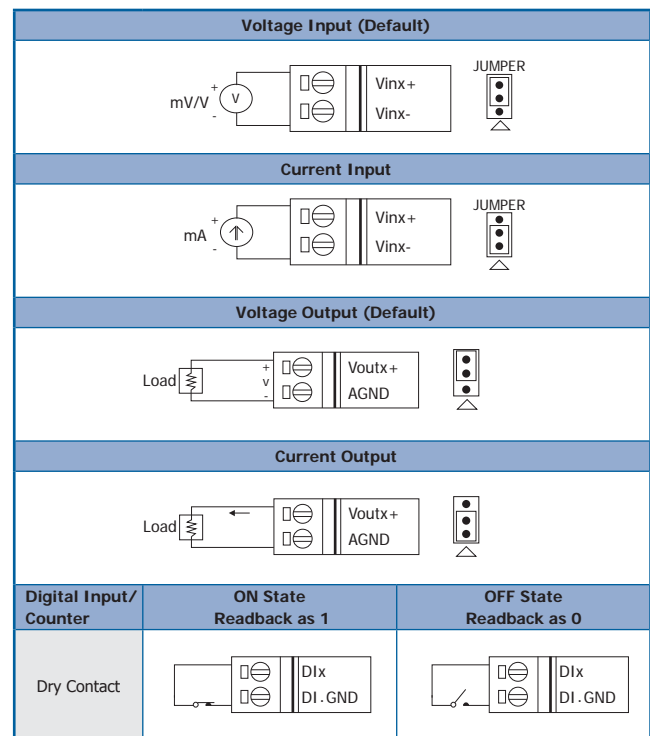 Voltage Input (Default)
JUMPER
+
mV/V V
-
Vinx+
Vinx-
Current Input
JUMPER
+
mA
-
Vinx+
Vinx-
Voltage Output (Default)
Load
+
v
-
Voutx+
AGND
Current Output
Load
Voutx+
AGND
Digital Input/
Counter
ON State
Readback as 1
OFF State
Readback as 0
Dry Contact
DIx
DI.GND
DIx
DI.GND